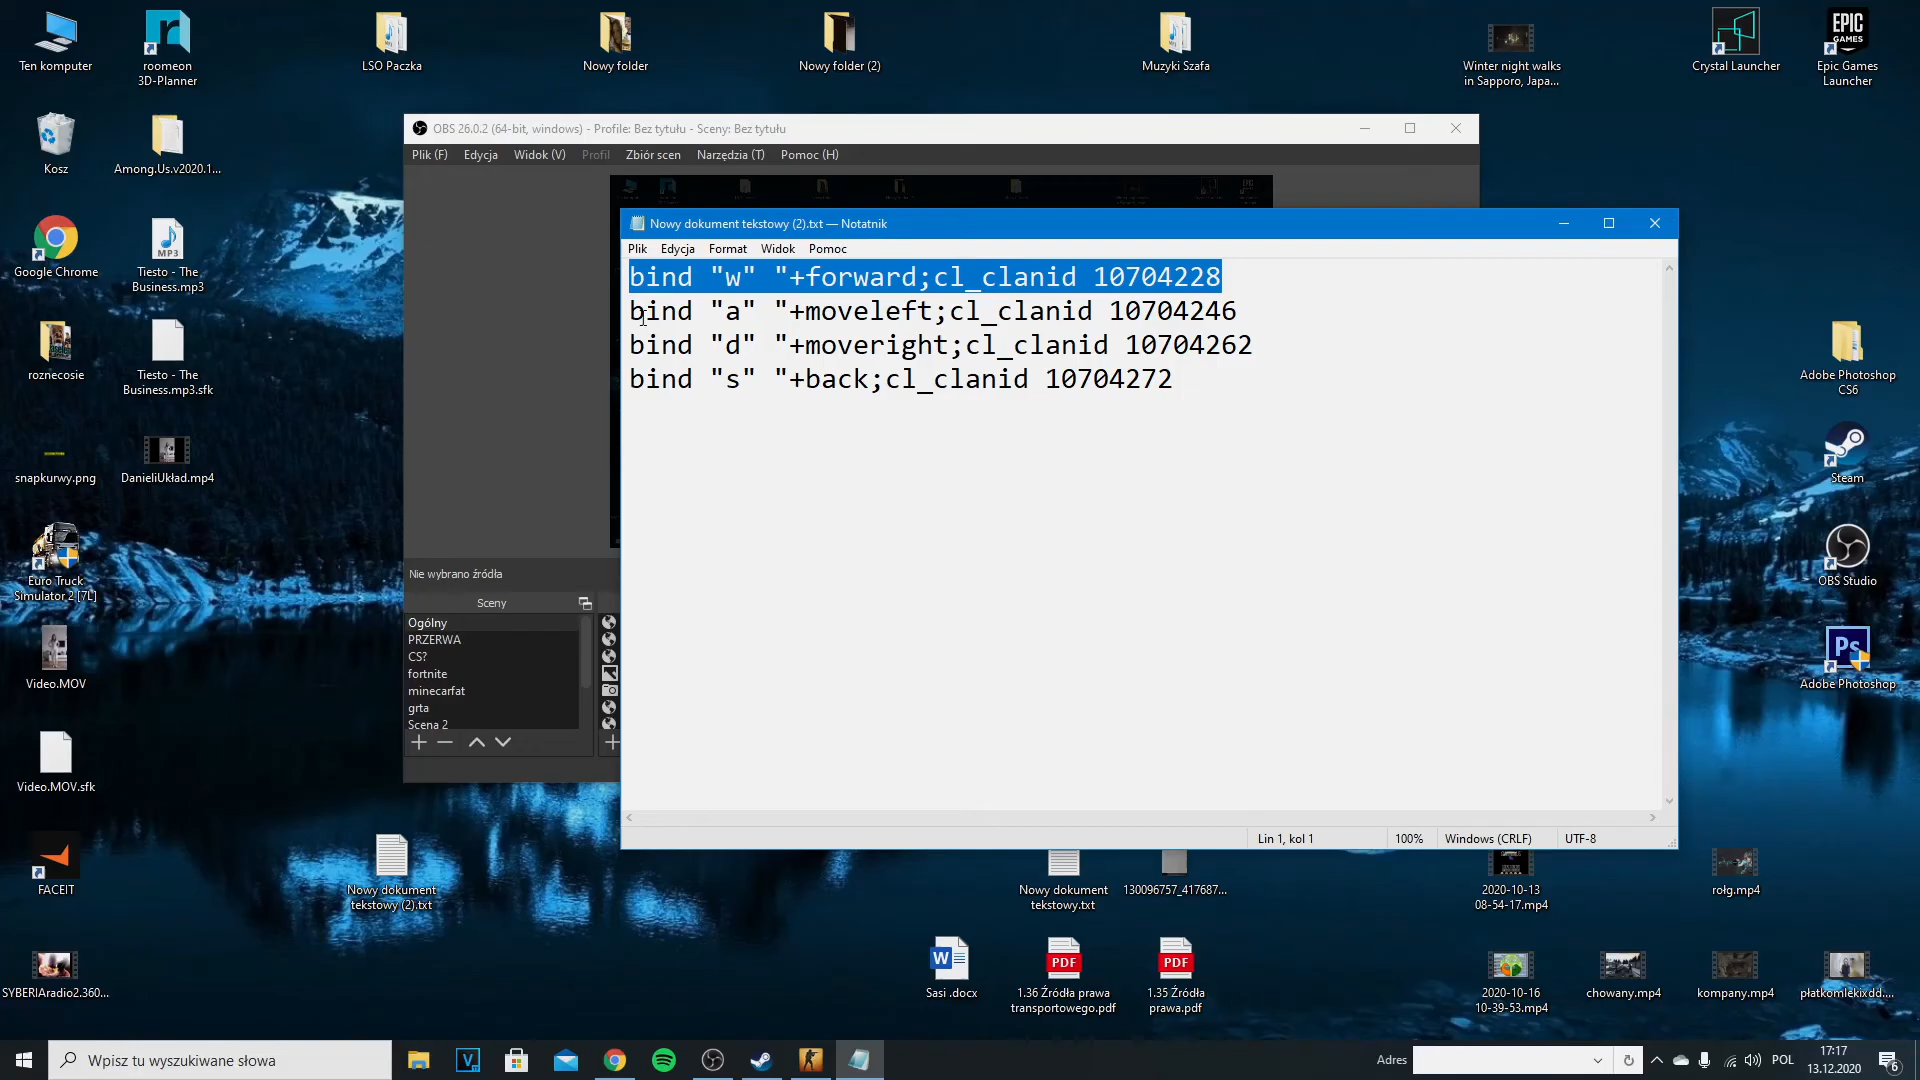 Ten komputer
roomeon
3D-Planner
LSO Paczka
Nowy folder
Nowy folder (2)
Muzyki Szafa
Winter night walks
in Sapporo, Japa...
Crystal Launcher
EPIC
GAMES
Epic Games
Launcher
Kosz
Among.Us.v2020.1...
OBS 26.0.2 (64-bit, windows) - Profile: Bez tytułu - Sceny: Bez tytułu
Plik (F)
Edycja
Widok (V)
Profil
Zbiór scen
Narzędzia (T)
Pomoc (H)
Google Chrome
MP3
Tiesto - The
Business.mp3
Nowy dokument tekstowy (2).txt — Notatnik
Plik
Edycja
Format
Widok
Pomoc
bind "w" "+forward;cl_clanid 10704228
bind "a" "+moveleft;cl_clanid 10704246
bind "d" "+moveright;cl_clanid 10704262
bind "s" "+back;cl_clanid 10704272
roznecosie
Tiesto - The
Business.mp3.sfk
Adobe Photoshop
CS6
snapkurwy.png
DanieliUkład.mp4
Steam
Euro Truck
Simulator 2 [7L]
OBS Studio
Nie wybrano źródła
Sceny
Ogólny
PRZERWA
CS?
fortnite
minecarfat
grta
Scena 2
Video.MOV
Ps
Adobe Photoshop
Video.MOV.sfk
Lin 1, kol 1
100%
Windows (CRLF)
UTF-8
FACEIT
Nowy dokument
tekstowy (2).txt
Nowy dokument
tekstowy.txt
130096757_417687...
2020-10-13
08-54-17.mp4
rołg.mp4
SYBERIAradio2.360...
W
Sasi .docx
PDF
1.36 Źródła prawa
transportowego.pdf
PDF
1.35 Źródła
prawa.pdf
2020-10-16
10-39-53.mp4
chowany.mp4
kompany.mp4
płatkomlekixdd....
Wpisz tu wyszukiwane słowa
V
Adres
POL
17:17
13.12.2020
6